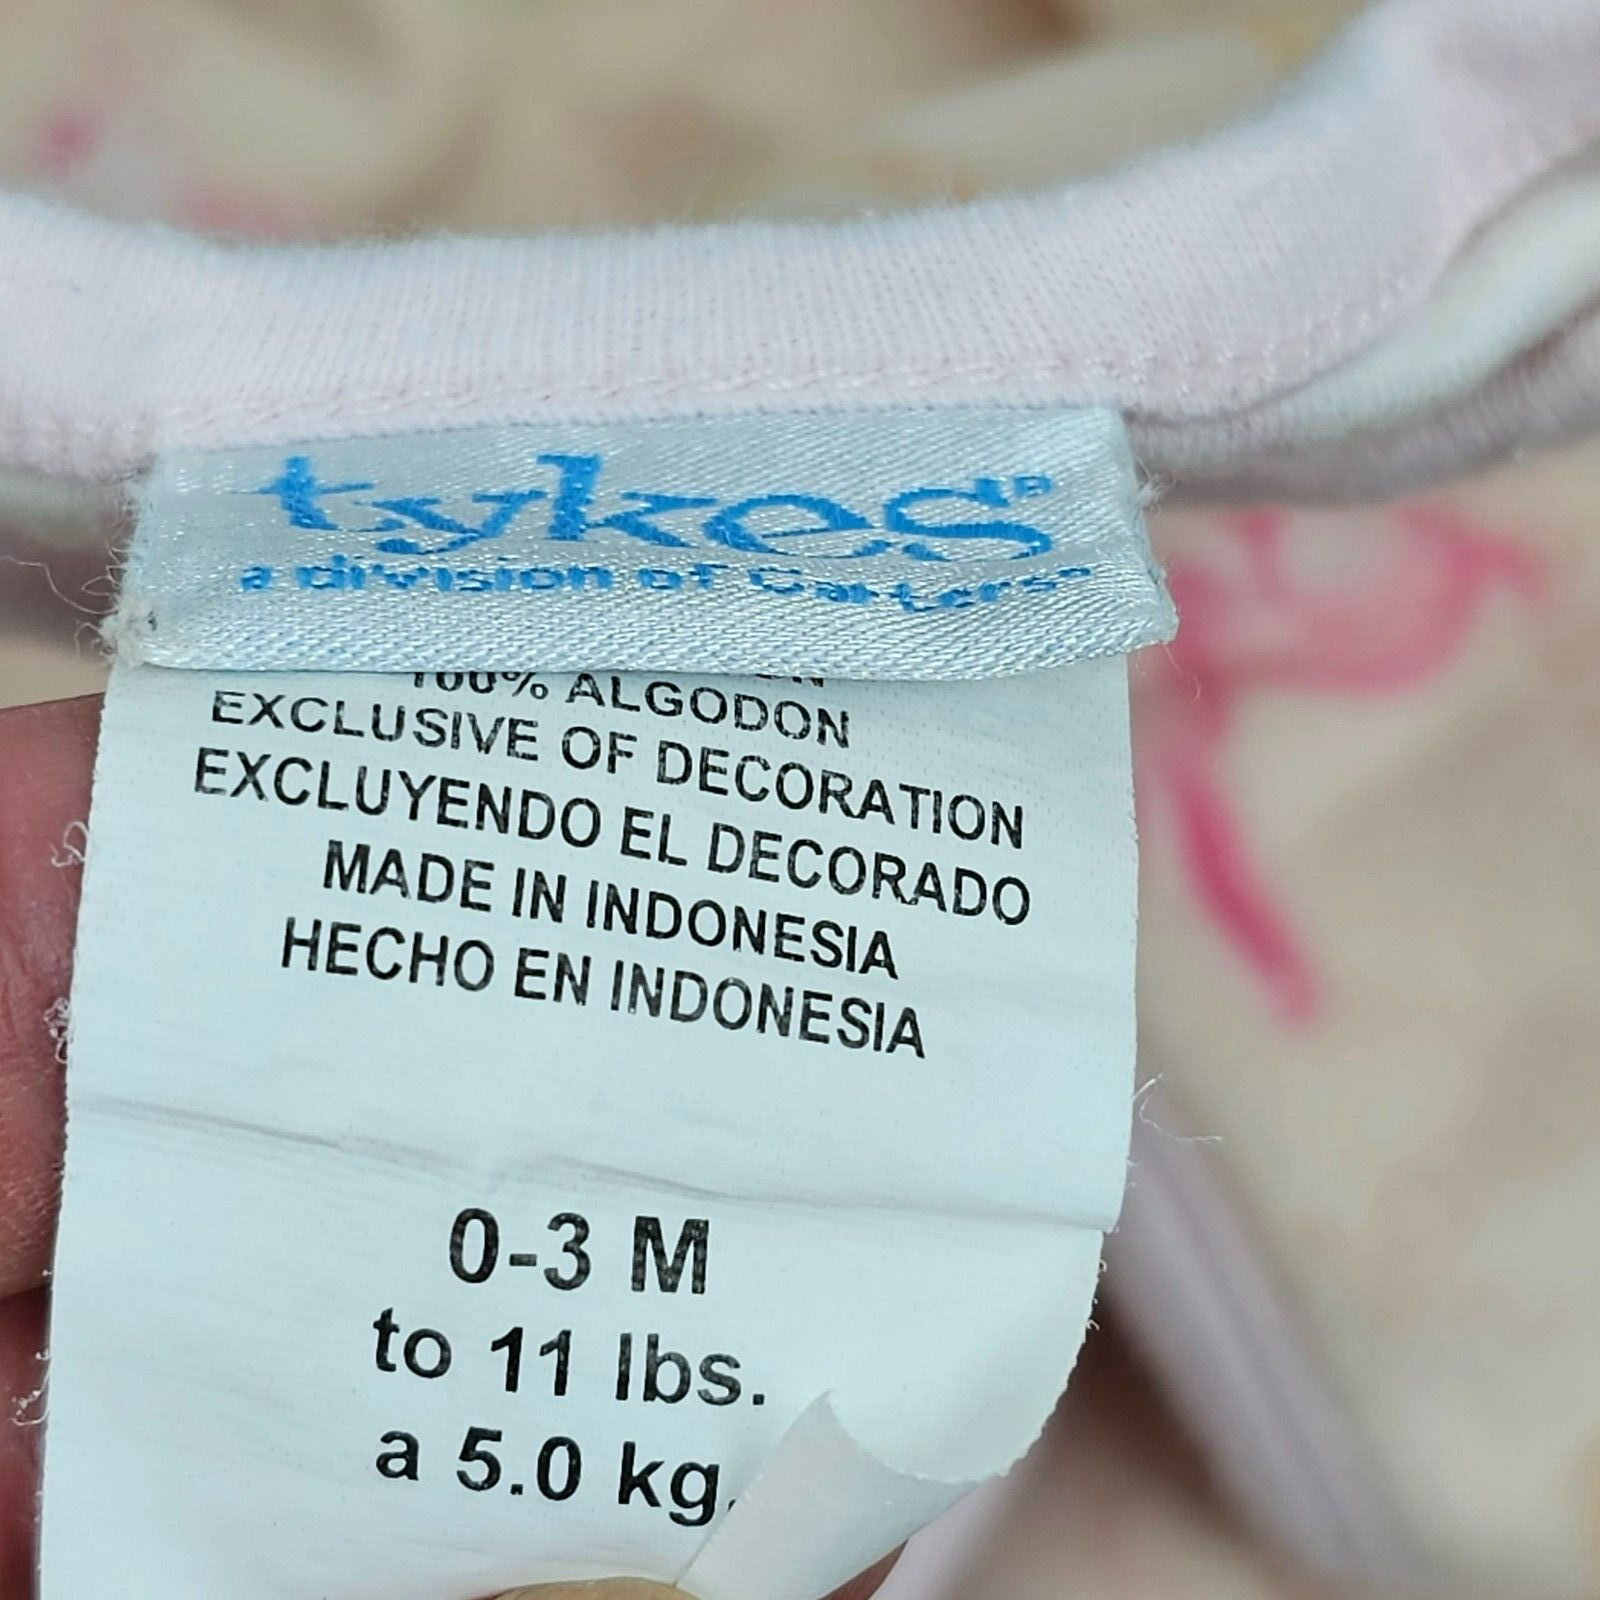 tykes®
a division of Carter's®
100% ALGODON
EXCLUSIVE OF DECORATION
EXCLUYENDO EL DECORADO
MADE IN INDONESIA
HECHO EN INDONESIA
0-3 M
to 11 lbs.
a 5.0 kg.